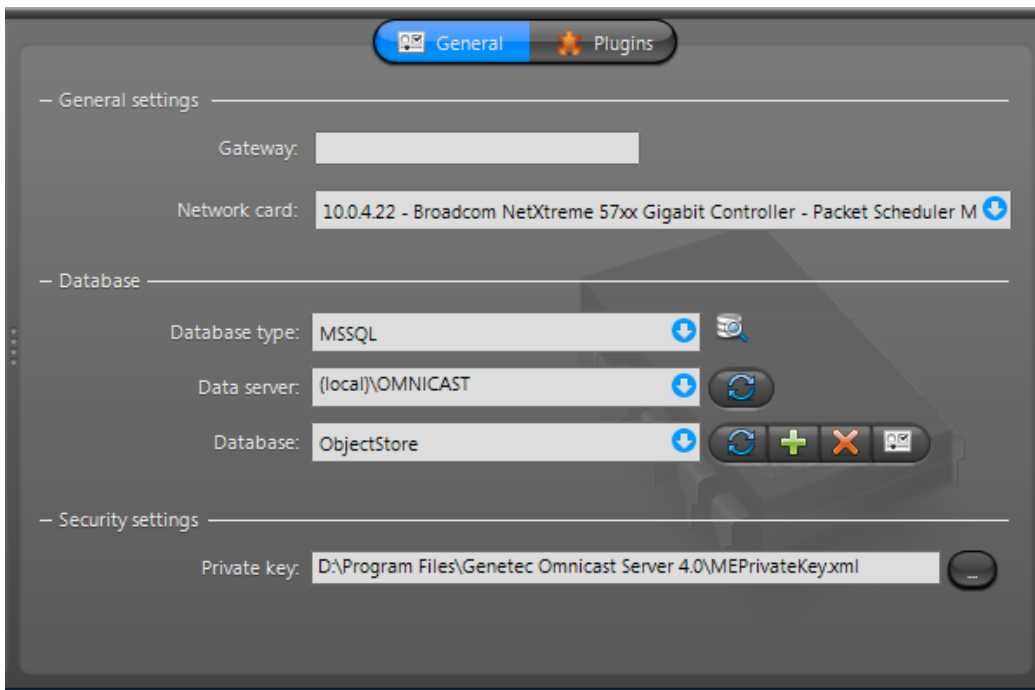 General Plugins
General settings
Gateway:
Network card: 10.0.4.22 - Broadcom NetXtreme 57xx Gigabit Controller - Packet Scheduler M
Database
Database type: MSSQL
Data server: (local)\OMNICAST
Database: ObjectStore
Security settings
Private key: D:\Program Files\Genetec Omnicast Server 4.0\MEPrivateKey.xml ...